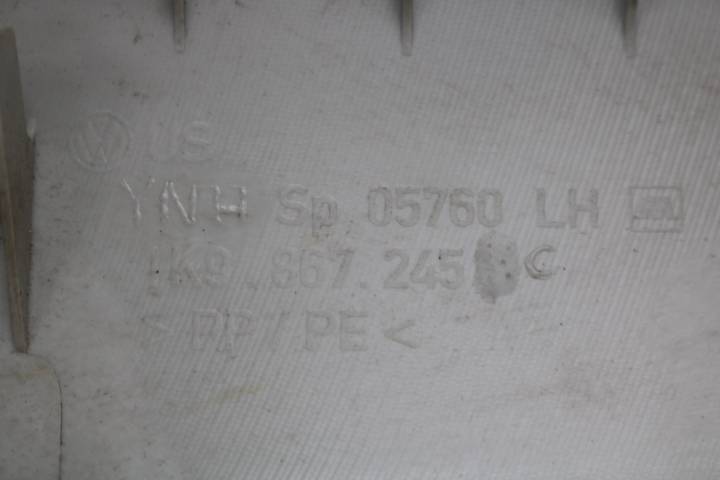 US
YNH Sp 05760 LH
1K9.867.245 C
> PP/PE <